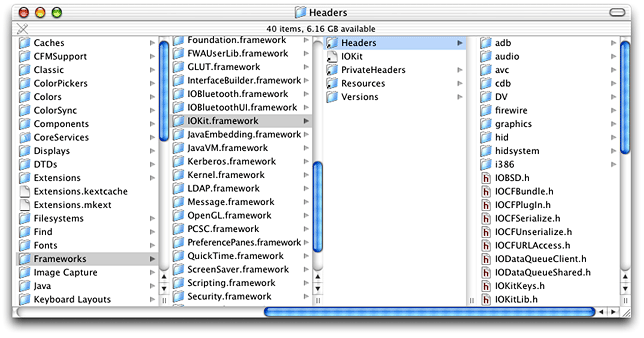 Headers
40 items, 6.16 GB available
Caches
CFMSupport
Classic
ColorPickers
Colors
ColorSync
Components
CoreServices
Displays
DTDs
Extensions
Extensions.kextcache
Extensions.mkext
Filesystems
Find
Fonts
Frameworks
Image Capture
Java
Keyboard Layouts
Foundation.framework
FWAUserLib.framework
GLUT.framework
InterfaceBuilder.framework
IOBluetooth.framework
IOBluetoothUI.framework
IOKit.framework
JavaEmbedding.framework
JavaVM.framework
Kerberos.framework
Kernel.framework
LDAP.framework
Message.framework
OpenGL.framework
PCSC.framework
PreferencePanes.framework
QuickTime.framework
ScreenSaver.framework
Scripting.framework
Security.framework
Headers
IOKit
PrivateHeaders
Resources
Versions
adb
audio
avc
cdb
DV
firewire
graphics
hid
hidsystem
i386
IOBSD.h
IOCFBundle.h
IOCFPlugIn.h
IOCFSerialize.h
IOCFUnserialize.h
IOCFURLAccess.h
IODataQueueClient.h
IODataQueueShared.h
IOKitKeys.h
IOKitLib.h